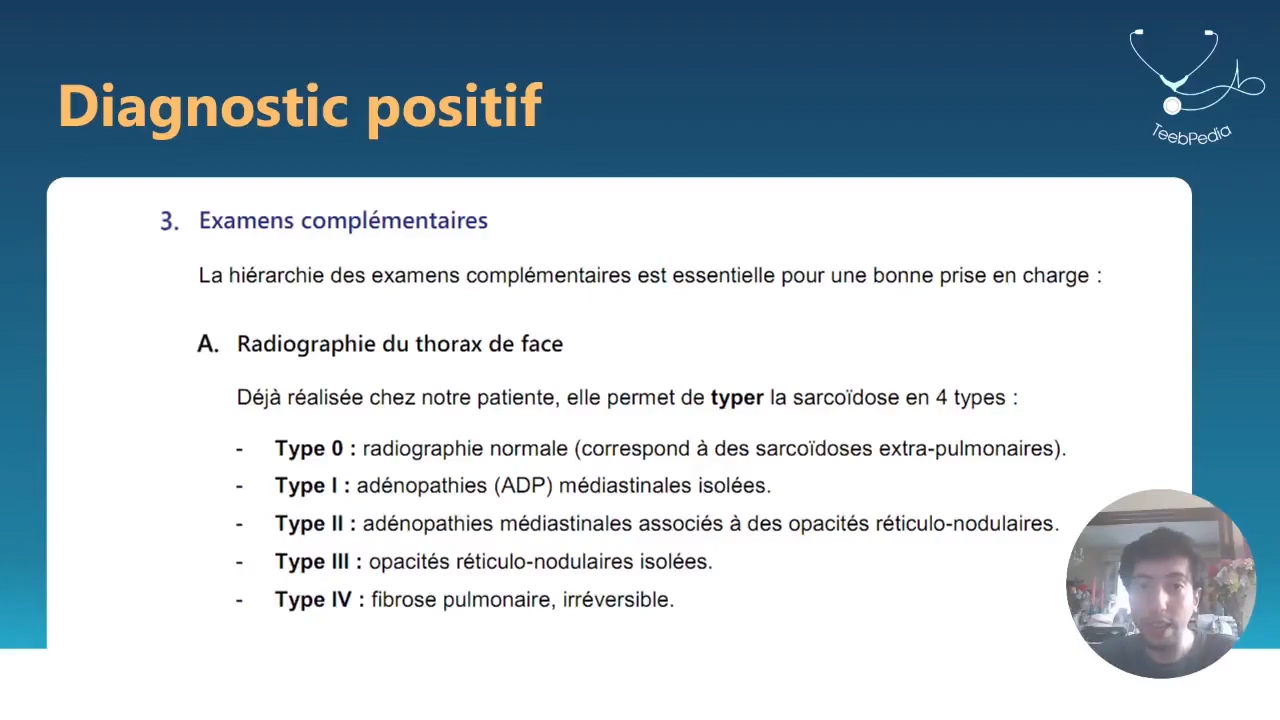 Diagnostic positif
TeebPedia
3. Examens complémentaires
La hiérarchie des examens complémentaires est essentielle pour une bonne prise en charge :
A. Radiographie du thorax de face
Déjà réalisée chez notre patiente, elle permet de typer la sarcoïdose en 4 types :
- Type 0 : radiographie normale (correspond à des sarcoïdoses extra-pulmonaires).
- Type I : adénopathies (ADP) médiastinales isolées.
- Type II : adénopathies médiastinales associés à des opacités réticulo-nodulaires.
- Type III : opacités réticulo-nodulaires isolées.
- Type IV : fibrose pulmonaire, irréversible.